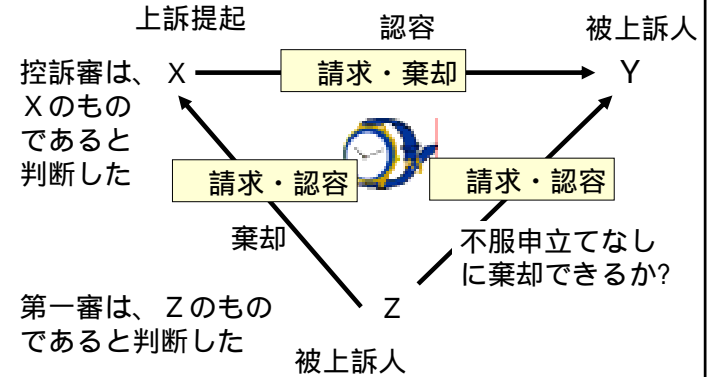 上訴提起
認容
被上訴人
控訴審は、
Xのもの
であると
判断した
X
請求・棄却
Y
請求・認容
請求・認容
棄却
不服申立てなし
に棄却できるか?
第一審は、Zのもの
であると判断した
Z
被上訴人